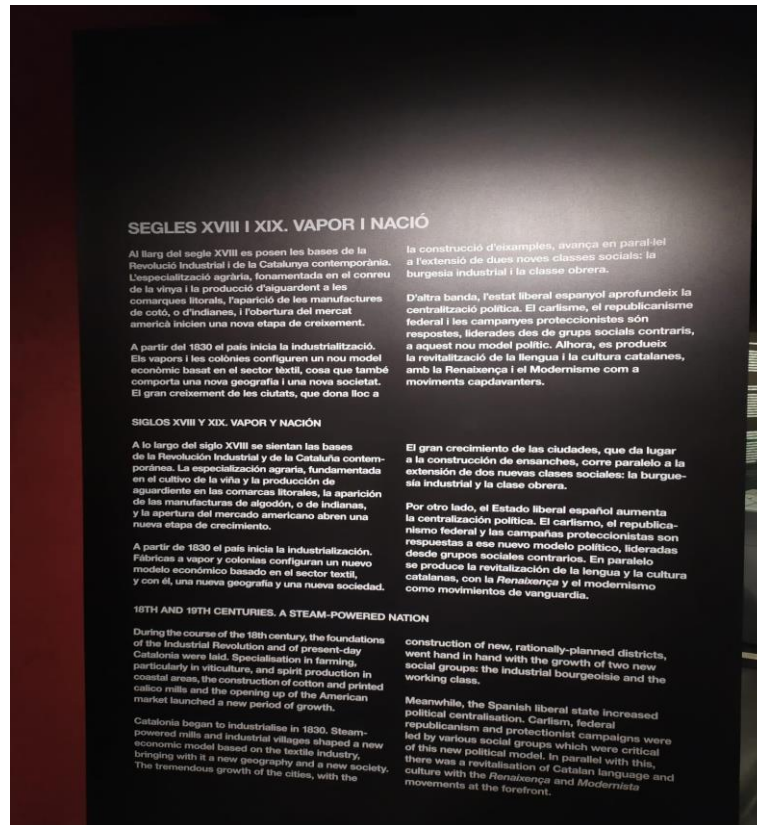 SEGLES XVIII I XIX. VAPOR I NACIÓ
Al llarg del segle XVIII es posen les bases de la
Revolució Industrial i de la Catalunya contemporània.
L'especialització agrària, fonamentada en el conreu
de la vinya i la producció d'aiguardent a les
comarques litorals, l'aparició de les manufactures
de cotó, o d'indianes, i l'obertura del mercat
americà inicien una nova etapa de creixement.
A partir del 1830 el país inicia la industrialització.
Els vapors i les colònies configuren un nou model
econòmic basat en el sector tèxtil, cosa que també
comporta una nova geografia i una nova societat.
El gran creixement de les ciutats, que dona lloc a
la construcció d'eixamples, avança en paral·lel
a l'extensió de dues noves classes socials: la
burgesia industrial i la classe obrera.
D'altra banda, l'estat liberal espanyol aprofundeix la
centralització política. El carlisme, el republicanisme
federal i les campanyes proteccionistes són
respostes, liderades des de grups socials contraris,
a aquest nou model polític. Alhora, es produeix
la revitalització de la llengua i la cultura catalanes,
amb la Renaixença i el Modernisme com a
moviments capdavanters.
SIGLOS XVIII Y XIX. VAPOR Y NACIÓN
A lo largo del siglo XVIII se sientan las bases
de la Revolución Industrial y de la Cataluña contem-
poránea. La especialización agraria, fundamentada
en el cultivo de la viña y la producción de
aguardiente en las comarcas litorales, la aparición
de las manufacturas de algodón, o de indianas,
y la apertura del mercado americano abren una
nueva etapa de crecimiento.
A partir de 1830 el país inicia la industrialización.
Fábricas a vapor y colonias configuran un nuevo
modelo económico basado en el sector textil,
y con él, una nueva geografía y una nueva sociedad.
El gran crecimiento de las ciudades, que da lugar
a la construcción de ensanches, corre paralelo a la
extensión de dos nuevas clases sociales: la burgue-
sía industrial y la clase obrera.
Por otro lado, el Estado liberal español aumenta
la centralización política. El carlismo, el republica-
nismo federal y las campañas proteccionistas son
respuestas a ese nuevo modelo político, lideradas
desde grupos sociales contrarios. En paralelo
se produce la revitalización de la lengua y la cultura
catalanas, con la Renaixença y el modernismo
como movimientos de vanguardia.
18TH AND 19TH CENTURIES. A STEAM-POWERED NATION
During the course of the 18th century, the foundations
of the Industrial Revolution and of present-day
Catalonia were laid. Specialisation in farming,
particularly in viticulture, and spirit production in
coastal areas, the construction of cotton and printed
calico mills and the opening up of the American
market launched a new period of growth.
Catalonia began to industrialise in 1830. Steam-
powered mills and industrial villages shaped a new
economic model based on the textile industry,
bringing with it a new geography and a new society.
The tremendous growth of the cities, with the
construction of new, rationally-planned districts,
went hand in hand with the growth of two new
social groups: the industrial bourgeoisie and the
working class.
Meanwhile, the Spanish liberal state increased
political centralisation. Carlism, federal
republicanism and protectionist campaigns were
led by various social groups which were critical
of this new political model. In parallel with this,
there was a revitalisation of Catalan language and
culture with the Renaixença and Modernista
movements at the forefront.